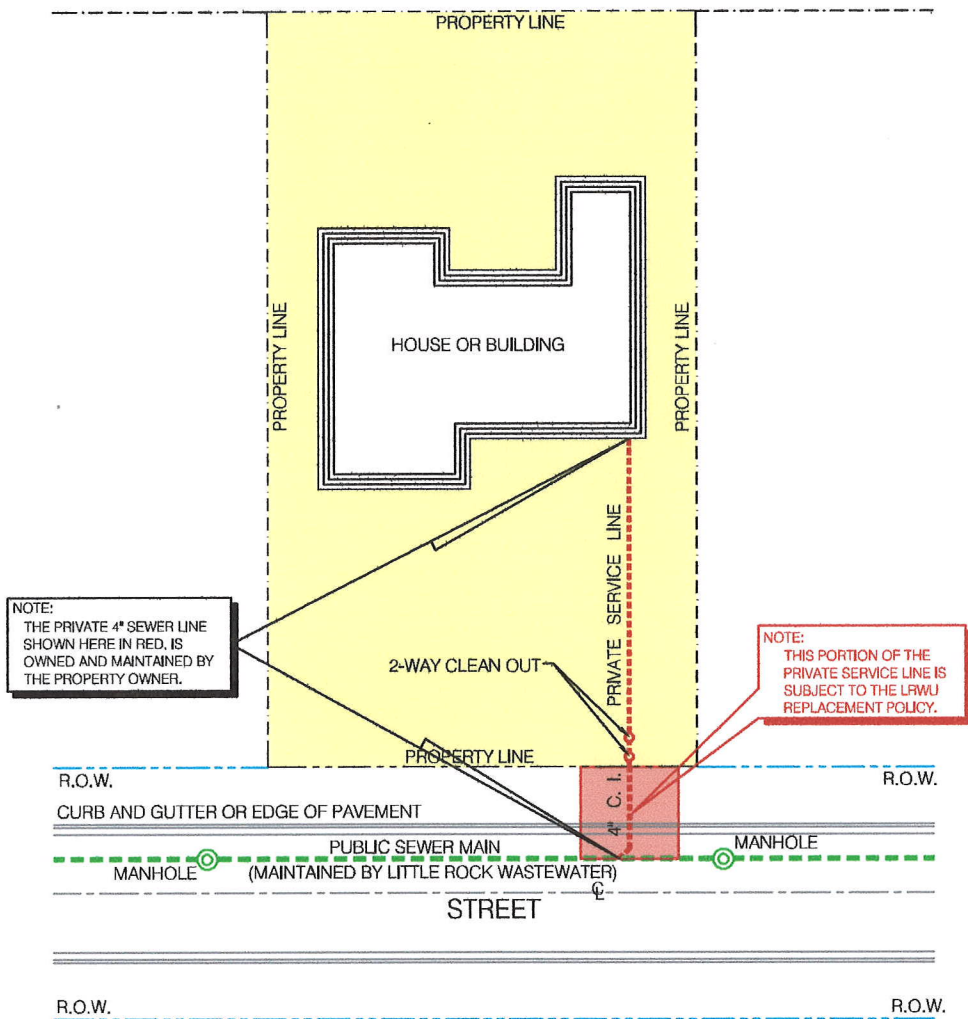 PROPERTY LINE
PROPERTY LINE
PROPERTY LINE
HOUSE OR BUILDING
PRIVATE SERVICE LINE
NOTE:
THE PRIVATE 4" SEWER LINE
SHOWN HERE IN RED, IS
OWNED AND MAINTAINED BY
THE PROPERTY OWNER.
NOTE:
THIS PORTION OF THE
PRIVATE SERVICE LINE IS
SUBJECT TO THE LRWU
REPLACEMENT POLICY.
2-WAY CLEAN OUT
PROPERTY LINE
R.O.W.
4" C. I.
R.O.W.
CURB AND GUTTER OR EDGE OF PAVEMENT
PUBLIC SEWER MAIN
MANHOLE
MANHOLE
(MAINTAINED BY LITTLE ROCK WASTEWATER)
℄
STREET
R.O.W.
R.O.W.